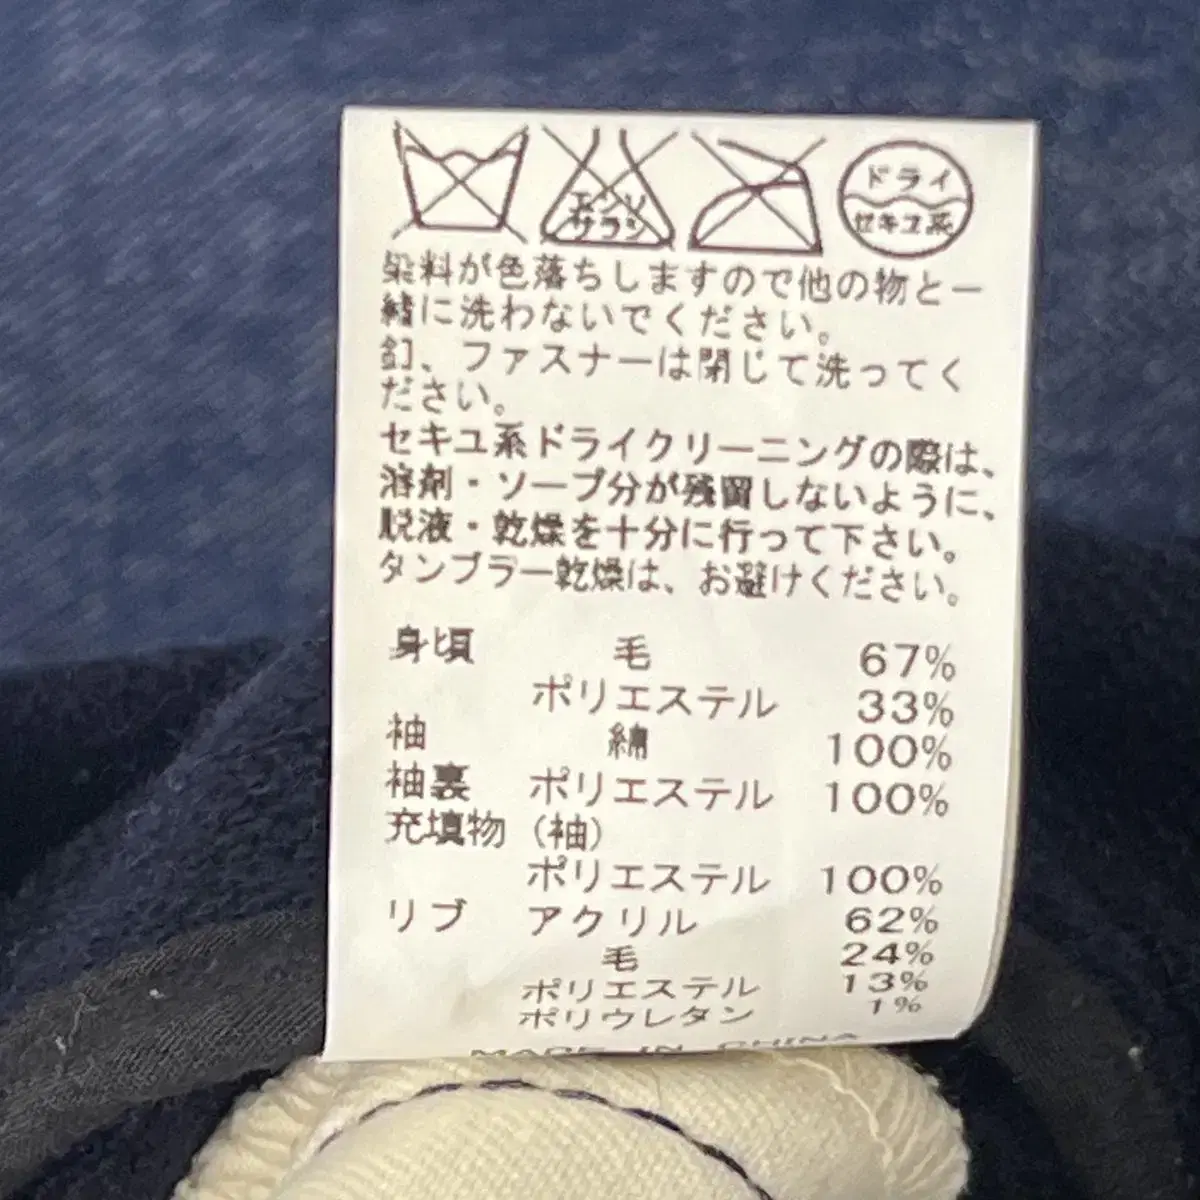 エンソ
サラシ
ドライ
セキユ系
染料が色落ちしますので他の物と一
緒に洗わないでください。
釦、ファスナーは閉じて洗ってく
ださい。
セキユ系ドライクリーニングの際は、
溶剤・ソープ分が残留しないように、
脱液・乾燥を十分に行って下さい。
タンブラー乾燥は、お避けください。
身頃 毛 67%
ポリエステル 33%
袖 綿 100%
袖裏 ポリエステル 100%
充填物 (袖)
ポリエステル 100%
リブ アクリル 62%
毛 24%
ポリエステル 13%
ポリウレタン 1%
MADE IN CHINA